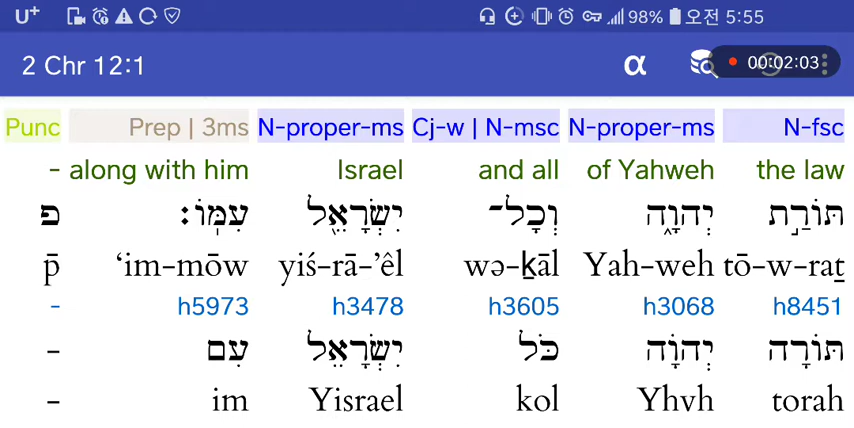 U+ 98% 오전 5:55
2 Chr 12:1 α 00:02:03
Punc Prep | 3ms N-proper-ms Cj-w | N-msc N-proper-ms N-fsc
- along with him Israel and all of Yahweh the law
תּוֹרַ֣ת יְהוָ֑ה וְכָל־ יִשְׂרָאֵ֖ל עִמּֽוֹ׃ פ
p̄ ‘im-mōw yiś-rā-’êl wə-ḵāl Yah-weh tō-w-raṯ
- h5973 h3478 h3605 h3068 h8451
תּוֹרָה יְהוָֹה כֹּל יִשְׂרָאֵל עִם -
- im Yisrael kol Yhvh torah